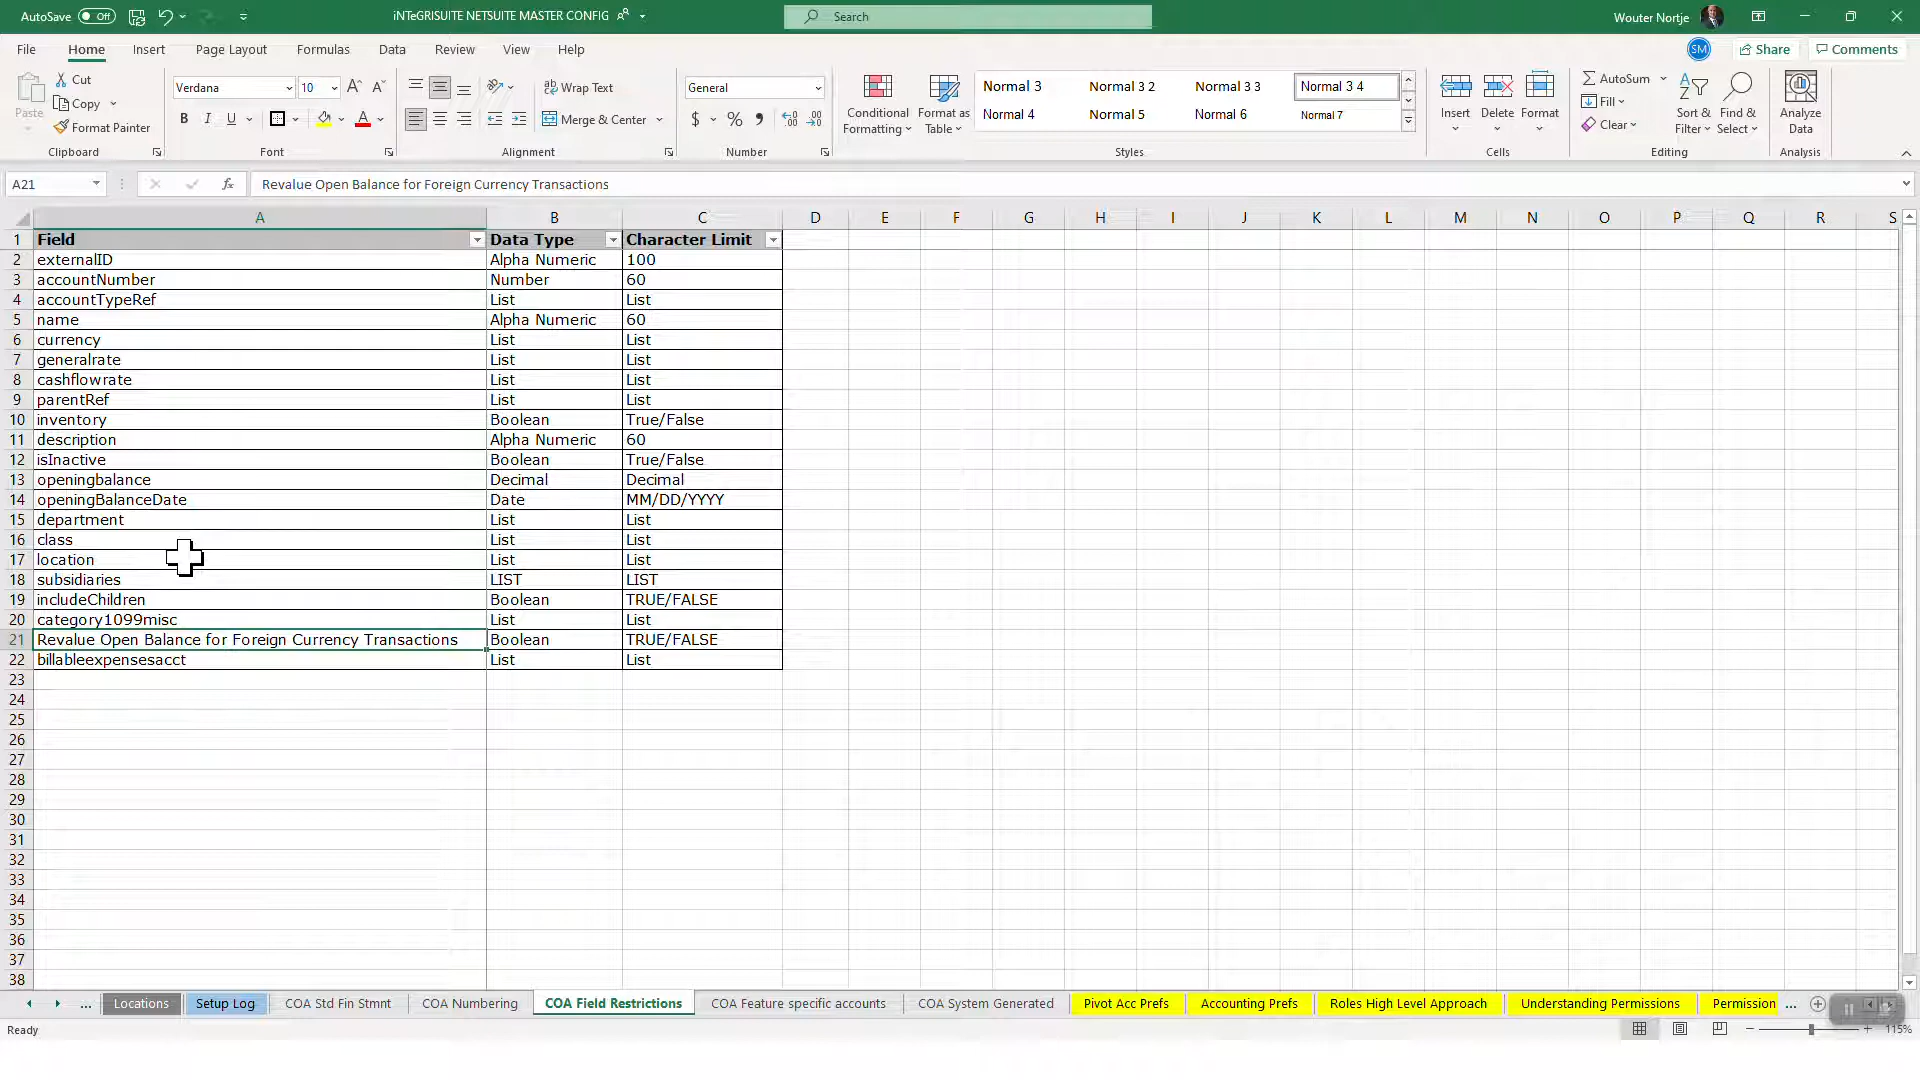 AutoSave Off iNTeGRiSUiTE NETSUITE MASTER CONFIG Search Wouter Nortje
File Home Insert Page Layout Formulas Data Review View Help SM Share Comments
Paste Cut Copy Format Painter Clipboard
Verdana 10 A A B I U A Font
Wrap Text Merge & Center Alignment
General $ % Number
Conditional Formatting Format as Table
Normal 3 Normal 3 2 Normal 3 3 Normal 3 4
Normal 4 Normal 5 Normal 6 Normal 7
Styles
Insert Delete Format Cells
AutoSum Fill Clear Sort & Filter Find & Select Editing
Analyze Data Analysis
A21 fx Revalue Open Balance for Foreign Currency Transactions
A B C D E F G H I J K L M N O P Q R S
1 Field Data Type Character Limit
2 externalID Alpha Numeric 100
3 accountNumber Number 60
4 accountTypeRef List List
5 name Alpha Numeric 60
6 currency List List
7 generalrate List List
8 cashflowrate List List
9 parentRef List List
10 inventory Boolean True/False
11 description Alpha Numeric 60
12 isInactive Boolean True/False
13 openingbalance Decimal Decimal
14 openingBalanceDate Date MM/DD/YYYY
15 department List List
16 class List List
17 location List List
18 subsidiaries LIST LIST
19 includeChildren Boolean TRUE/FALSE
20 category1099misc List List
21 Revalue Open Balance for Foreign Currency Transactions Boolean TRUE/FALSE
22 billableexpensesacct List List
23
24
25
26
27
28
29
30
31
32
33
34
35
36
37
38
... Locations Setup Log COA Std Fin Stmnt COA Numbering COA Field Restrictions COA Feature specific accounts COA System Generated Pivot Acc Prefs Accounting Prefs Roles High Level Approach Understanding Permissions Permission ...
Ready 115%